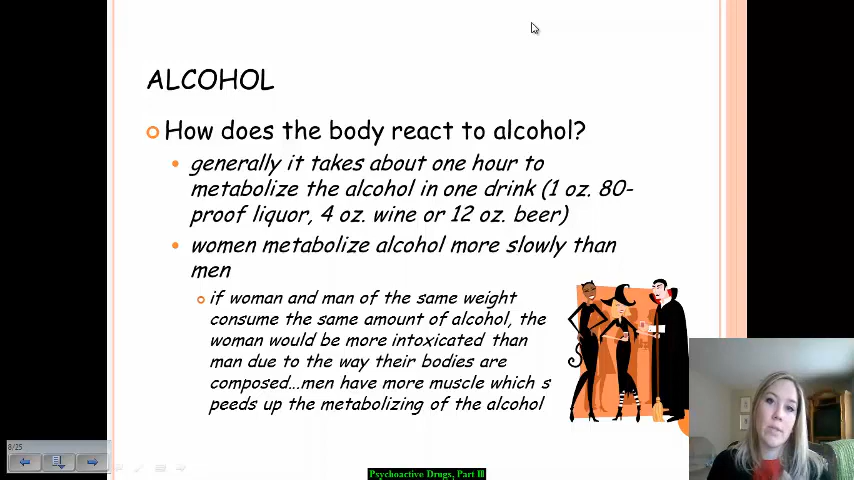 ALCOHOL
How does the body react to alcohol?
generally it takes about one hour to
metabolize the alcohol in one drink (1 oz. 80-
proof liquor, 4 oz. wine or 12 oz. beer)
women metabolize alcohol more slowly than
men
if woman and man of the same weight
consume the same amount of alcohol, the
woman would be more intoxicated than
man due to the way their bodies are
composed...men have more muscle which s
peeds up the metabolizing of the alcohol
8/25
Psychoactive Drugs, Part III